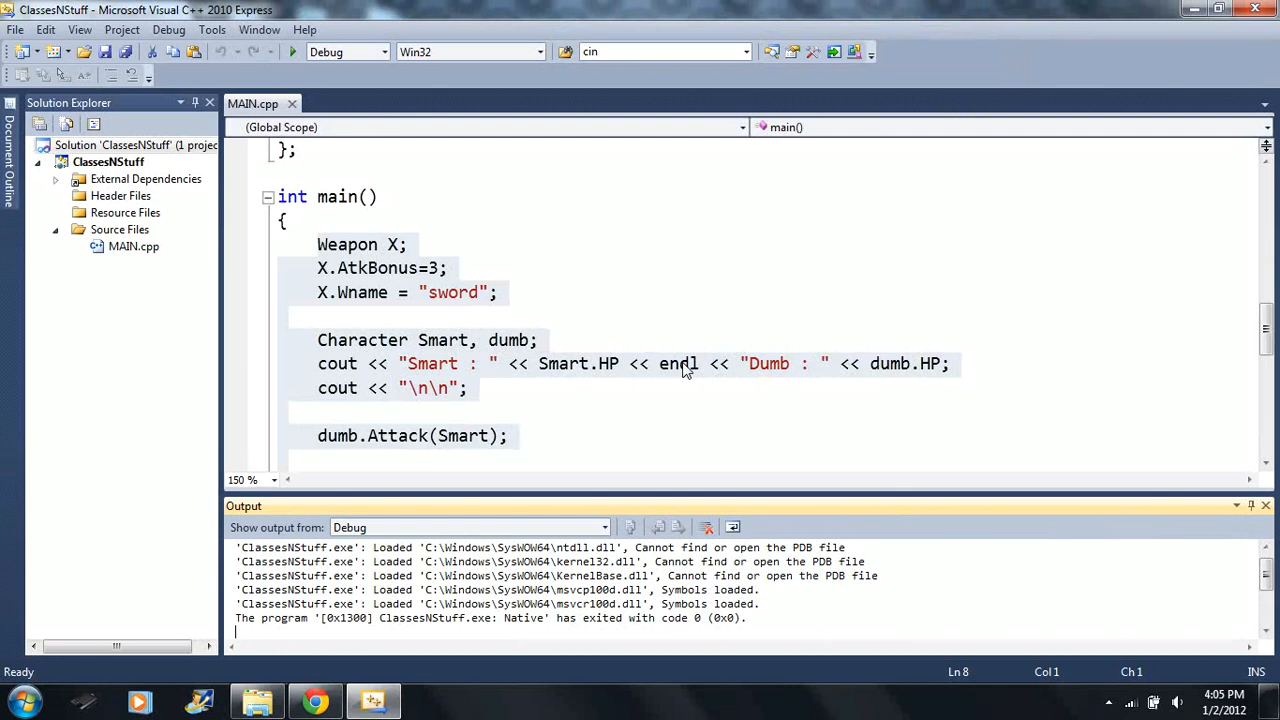 ClassesNStuff - Microsoft Visual C++ 2010 Express
File Edit View Project Debug Tools Window Help
Debug Win32 cin
Document Outline
Solution Explorer
Solution 'ClassesNStuff' (1 projec
ClassesNStuff
External Dependencies
Header Files
Resource Files
Source Files
MAIN.cpp
MAIN.cpp
(Global Scope) main()
};
int main()
{
Weapon X;
X.AtkBonus=3;
X.Wname = "sword";
Character Smart, dumb;
cout << "Smart : " << Smart.HP << endl << "Dumb : " << dumb.HP;
cout << "\n\n";
dumb.Attack(Smart);
150 %
Output
Show output from: Debug
'ClassesNStuff.exe': Loaded 'C:\Windows\SysWOW64\ntdll.dll', Cannot find or open the PDB file
'ClassesNStuff.exe': Loaded 'C:\Windows\SysWOW64\kernel32.dll', Cannot find or open the PDB file
'ClassesNStuff.exe': Loaded 'C:\Windows\SysWOW64\KernelBase.dll', Cannot find or open the PDB file
'ClassesNStuff.exe': Loaded 'C:\Windows\SysWOW64\msvcp100d.dll', Symbols loaded.
'ClassesNStuff.exe': Loaded 'C:\Windows\SysWOW64\msvcr100d.dll', Symbols loaded.
The program '[0x1300] ClassesNStuff.exe: Native' has exited with code 0 (0x0).
Ready Ln 8 Col 1 Ch 1 INS
4:05 PM
1/2/2012